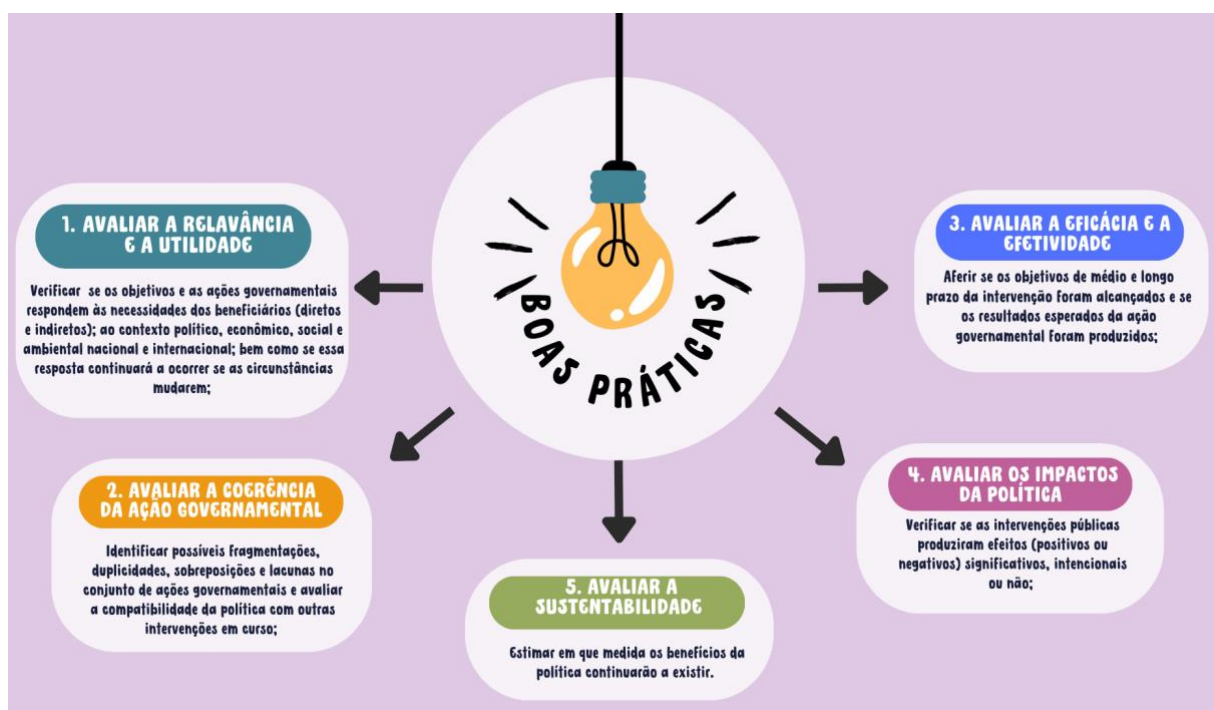 BOAS PRÁTICAS
1. AVALIAR A RELAVÂNCIA
E A UTILIDADE
Verificar se os objetivos e as ações governamentais
respondem às necessidades dos beneficiários (diretos
e indiretos); ao contexto político, econômico, social e
ambiental nacional e internacional; bem como se essa
resposta continuará a ocorrer se as circunstâncias
mudarem;
2. AVALIAR A COERÊNCIA
DA AÇÃO GOVERNAMENTAL
Identificar possíveis fragmentações,
duplicidades, sobreposições e lacunas no
conjunto de ações governamentais e avaliar
a compatibilidade da política com outras
intervenções em curso;
3. AVALIAR A EFICÁCIA E A
EFETIVIDADE
Aferir se os objetivos de médio e longo
prazo da intervenção foram alcançados e se
os resultados esperados da ação
governamental foram produzidos;
4. AVALIAR OS IMPACTOS
DA POLÍTICA
Verificar se as intervenções públicas
produziram efeitos (positivos ou
negativos) significativos, intencionais
ou não;
5. AVALIAR A
SUSTENTABILIDADE
Estimar em que medida os benefícios da
política continuarão a existir.